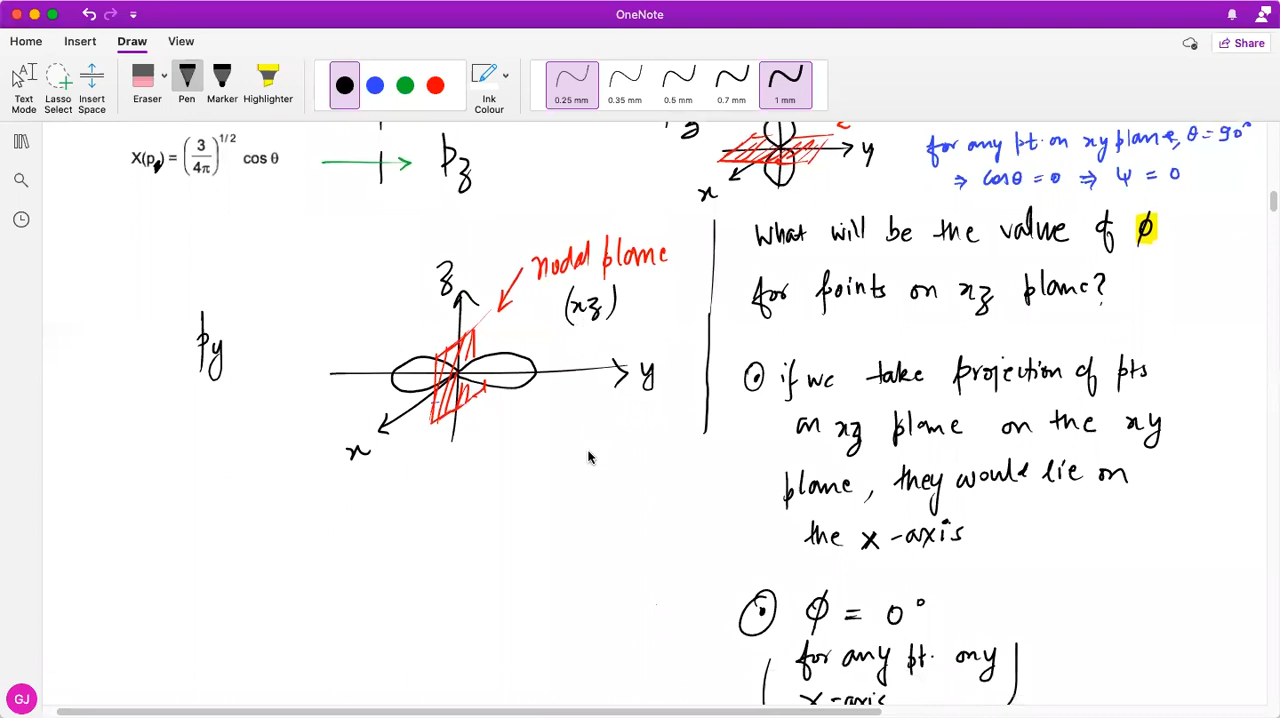 OneNote
Home Insert Draw View
Share
Text Mode
Lasso Select
Insert Space
Eraser
Pen
Marker
Highlighter
Ink Colour
0.25 mm
0.35 mm
0.5 mm
0.7 mm
1 mm
X(p ) = (3/4π)^1/2 cos θ
pz
y
x
for any pt. on xy plane, θ = 90°
⇒ cosθ = 0 ⇒ Ψ = 0
py
z
nodal plane
(xz)
y
x
What will be the value of ϕ
for points on xz plane?
⊙ if we take projection of pts
on xz plane on the xy
plane, they would lie on
the x-axis
⊙ ϕ = 0°
for any pt. only
x-axis
GJ